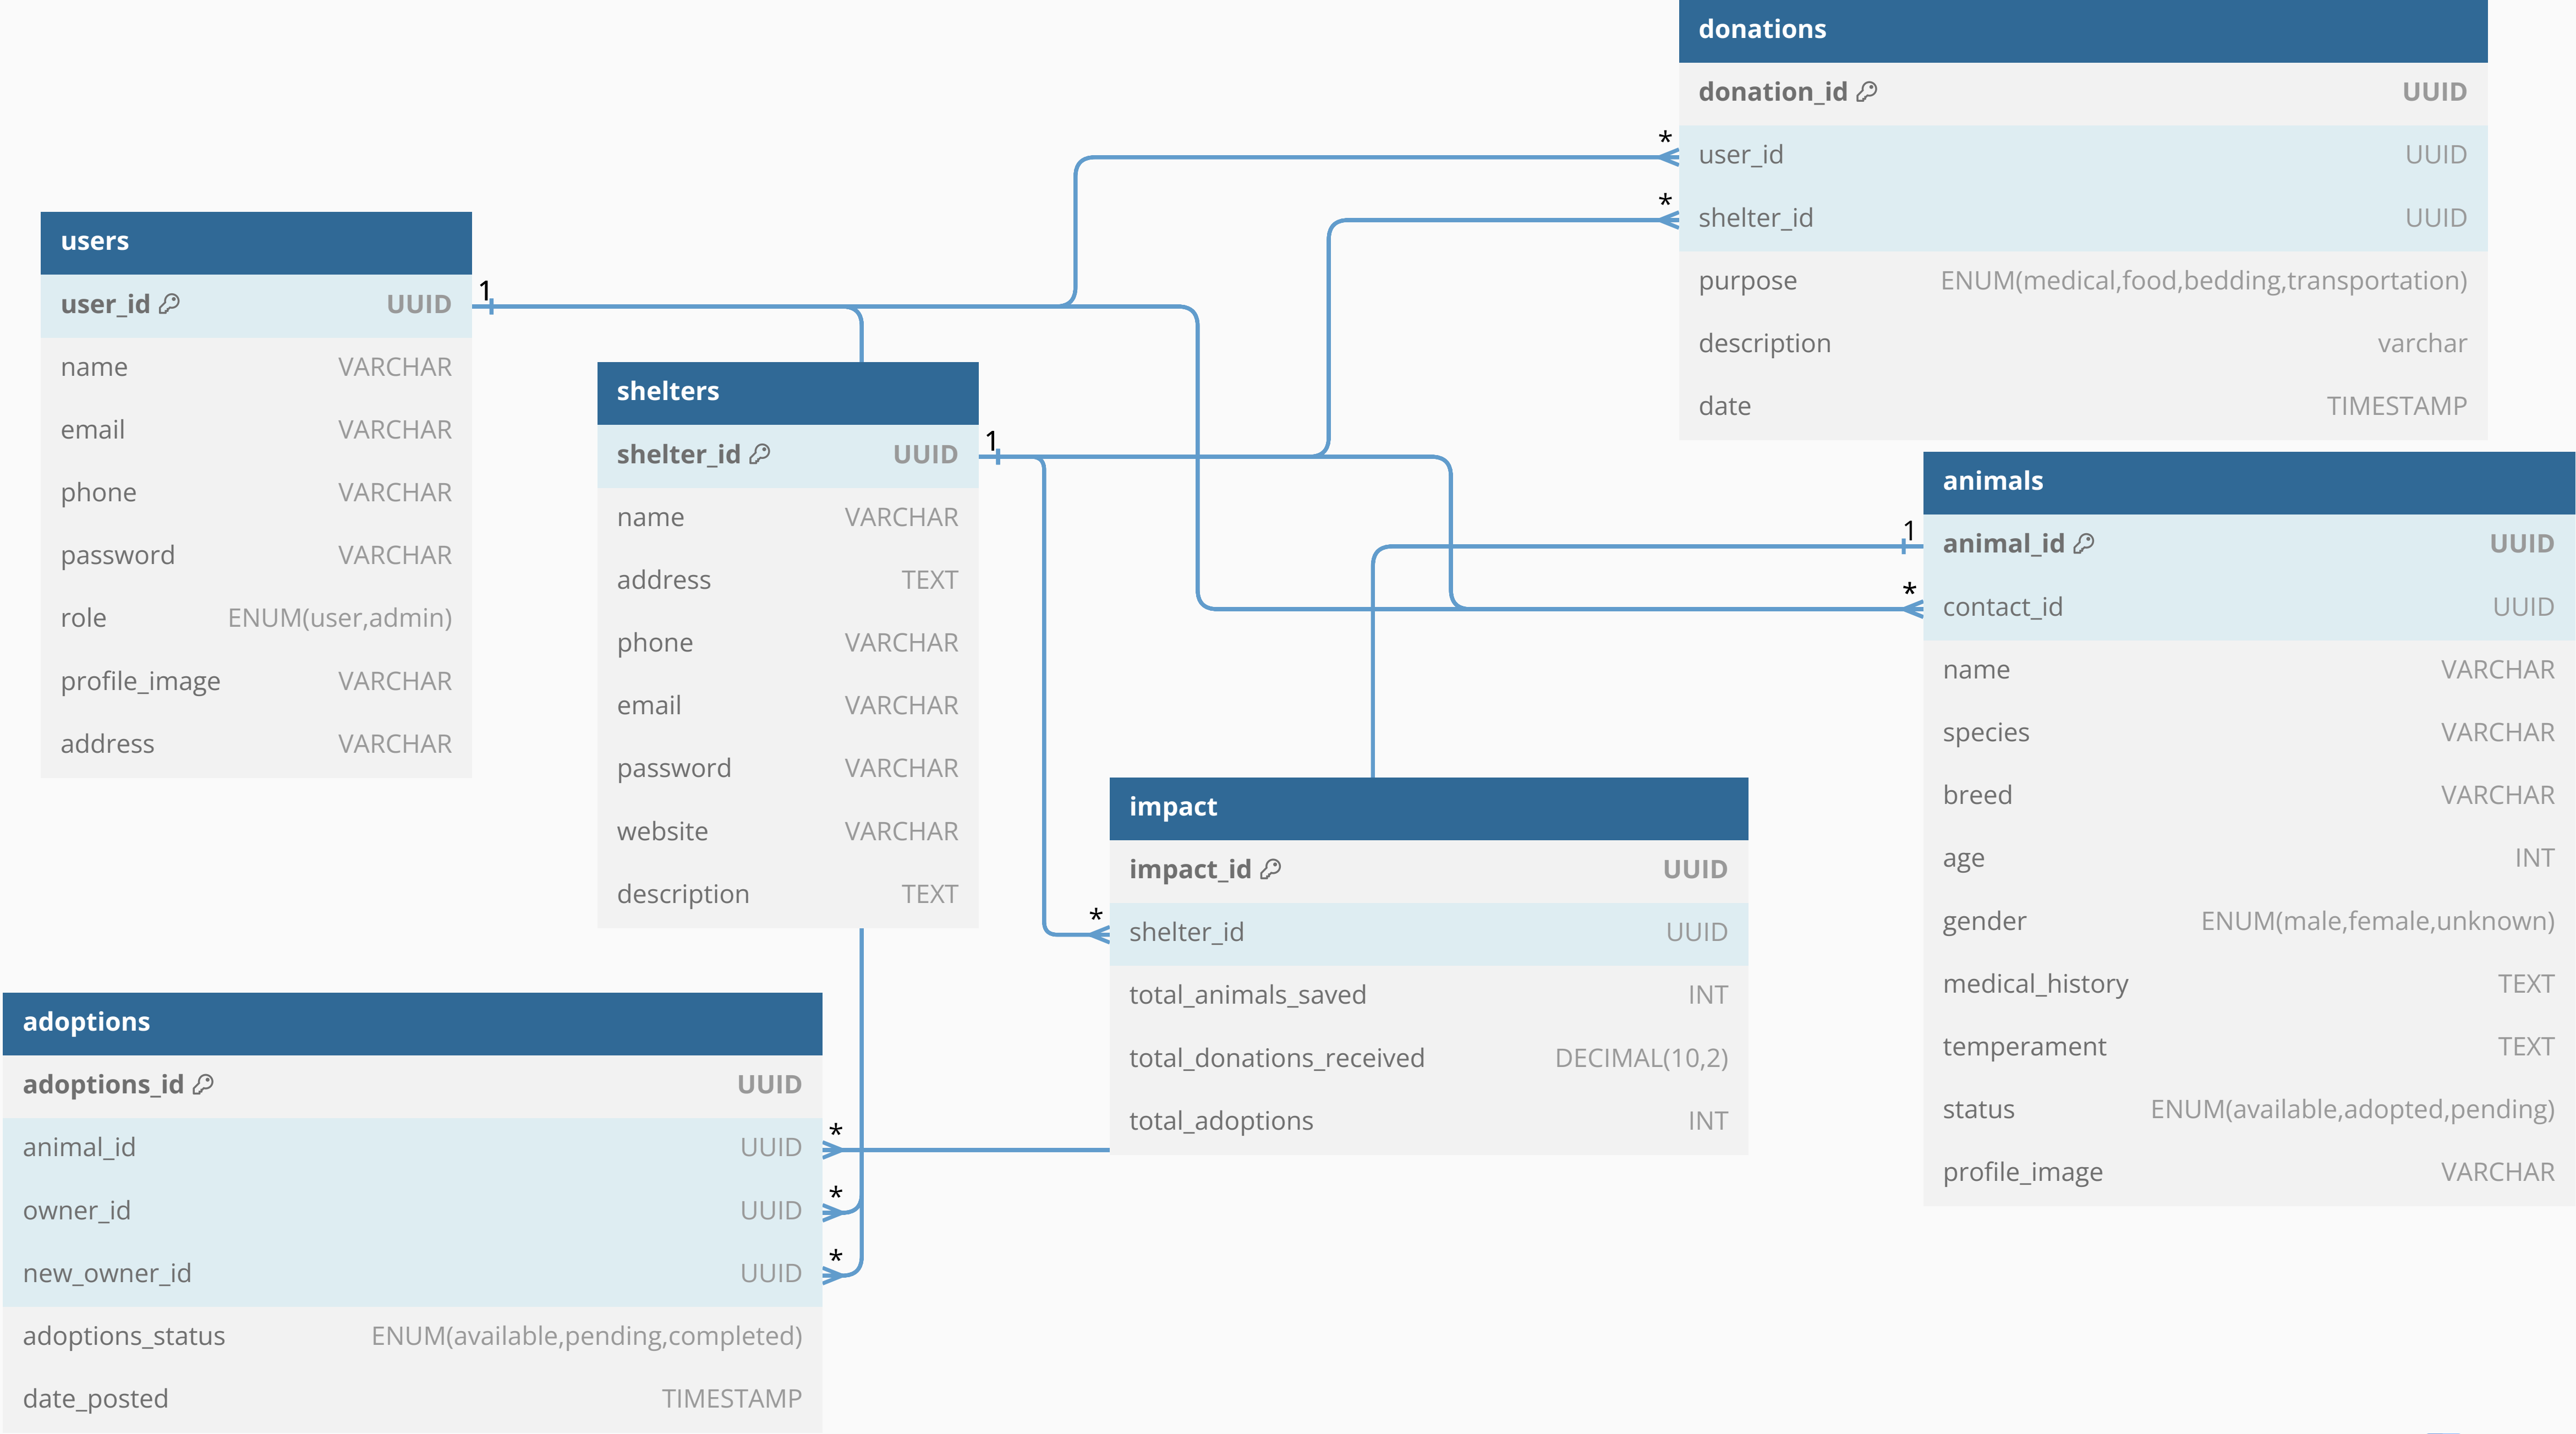 donations
donation_id UUID
* user_id UUID
* shelter_id UUID
purpose ENUM(medical,food,bedding,transportation)
description varchar
date TIMESTAMP
users
user_id UUID 1
name VARCHAR
email VARCHAR
phone VARCHAR
password VARCHAR
role ENUM(user,admin)
profile_image VARCHAR
address VARCHAR
shelters
shelter_id UUID 1
name VARCHAR
address TEXT
phone VARCHAR
email VARCHAR
password VARCHAR
website VARCHAR
description TEXT
animals
1 animal_id UUID
* contact_id UUID
name VARCHAR
species VARCHAR
breed VARCHAR
age INT
gender ENUM(male,female,unknown)
medical_history TEXT
temperament TEXT
status ENUM(available,adopted,pending)
profile_image VARCHAR
impact
impact_id UUID
* shelter_id UUID
total_animals_saved INT
total_donations_received DECIMAL(10,2)
total_adoptions INT
adoptions
adoptions_id UUID
animal_id UUID *
owner_id UUID *
new_owner_id UUID *
adoptions_status ENUM(available,pending,completed)
date_posted TIMESTAMP